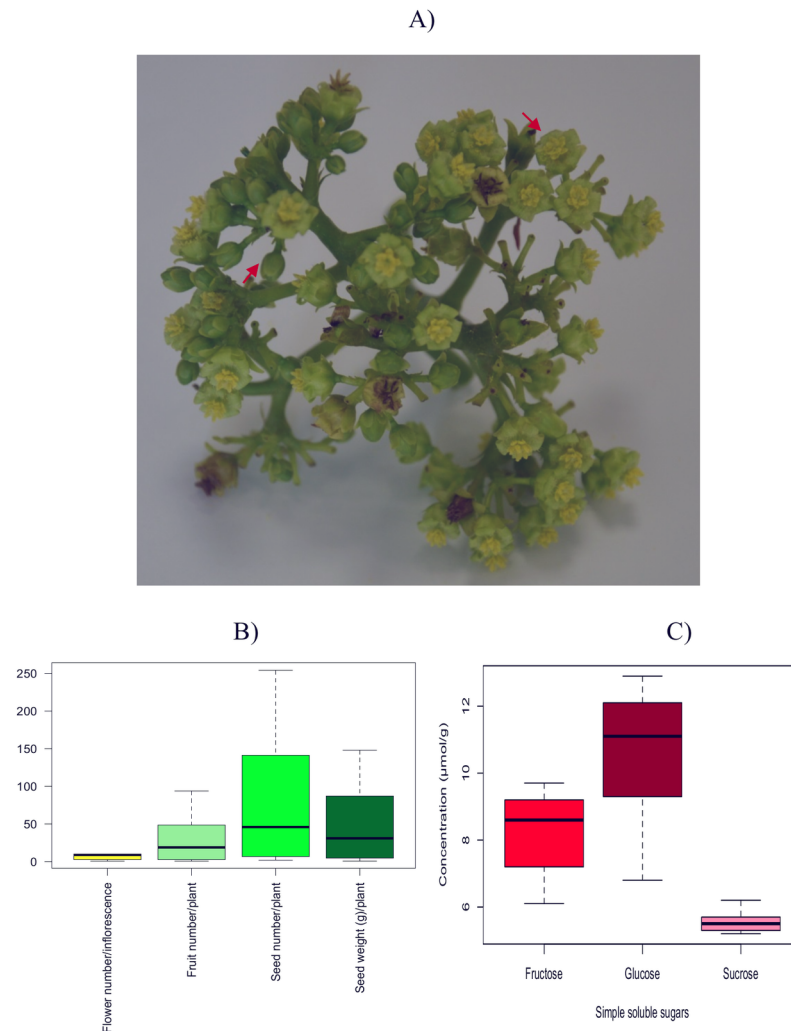 A)
B)
250
200
150
100
50
0
Flower number/inflorescence
Fruit number/plant
Seed number/plant
Seed weight (g)/plant
C)
Concentration (µmol/g)
12
10
8
6
Fructose
Glucose
Sucrose
Simple soluble sugars